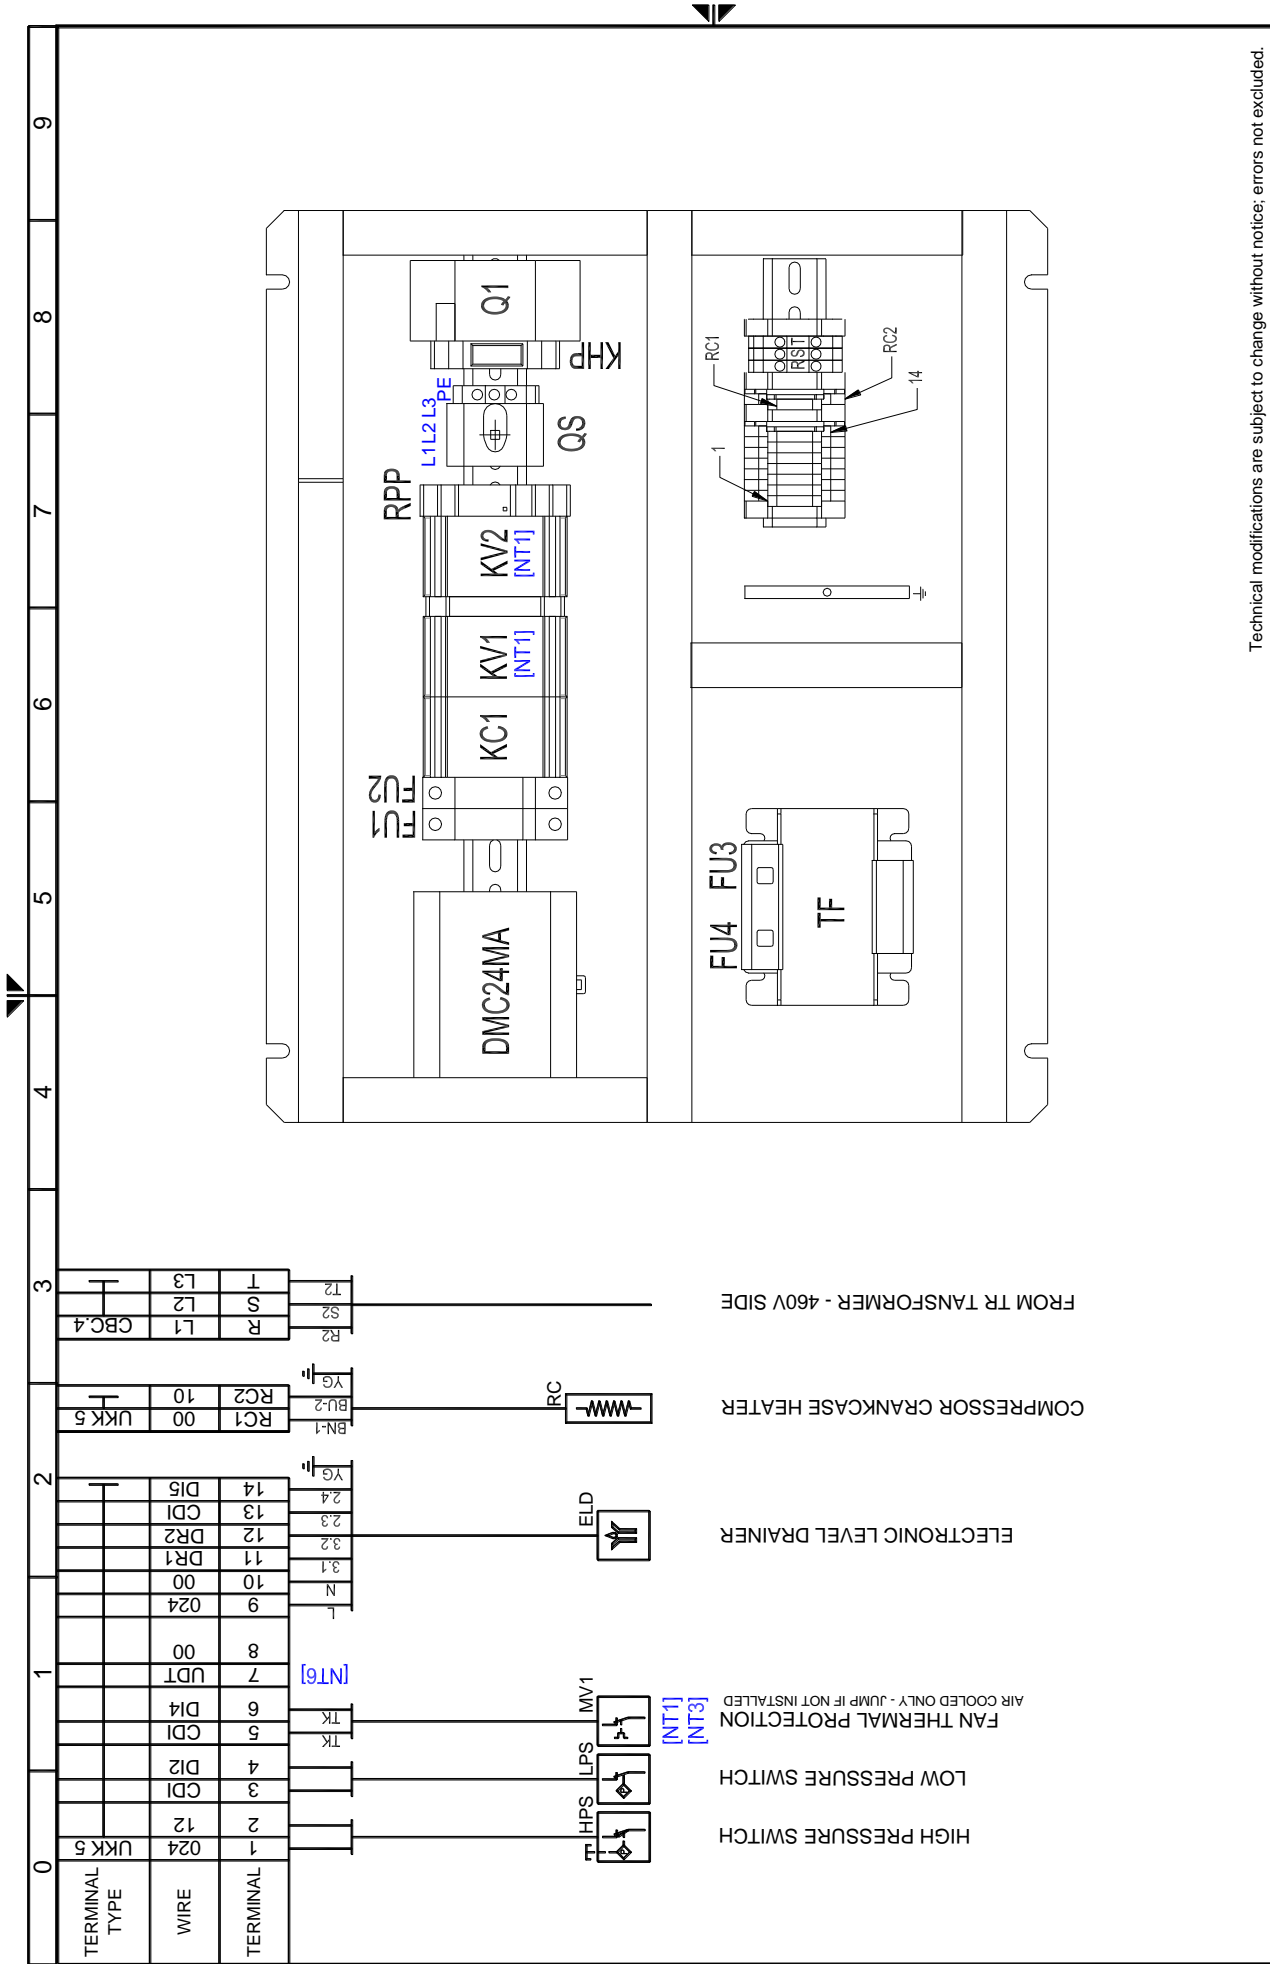 0 1 2 3 4 5 6 7 8 9
TERMINAL
TYPE
UKK 5
UKK 5
CBC.4
WIRE
024
12
CDI
DI2
CDI
DI4
UDT
00
024
00
DR1
DR2
CDI
DI5
00
10
L1
L2
L3
TERMINAL
1
2
3
4
5
6
7
8
9
10
11
12
13
14
RC1
RC2
R
S
T
TK
TK
[NT6]
L
N
3.1
3.2
2.3
2.4
YG
BN-1
BU-2
YG
R2
S2
T2
HPS
LPS
MV1
ELD
RC
HIGH PRESSURE SWITCH
LOW PRESSURE SWITCH
[NT1]
[NT3]
FAN THERMAL PROTECTION
AIR COOLED ONLY - JUMP IF NOT INSTALLED
ELECTRONIC LEVEL DRAINER
COMPRESSOR CRANKCASE HEATER
FROM TR TRANSFORMER - 460V SIDE
DMC24MA
FU1
FU2
KC1
KV1
[NT1]
KV2
[NT1]
RPP
L1 L2 L3
PE
QS
KHP
Q1
FU4 FU3
TF
1
RC1
R S T
RC2
14
Technical modifications are subject to change without notice; errors not excluded.